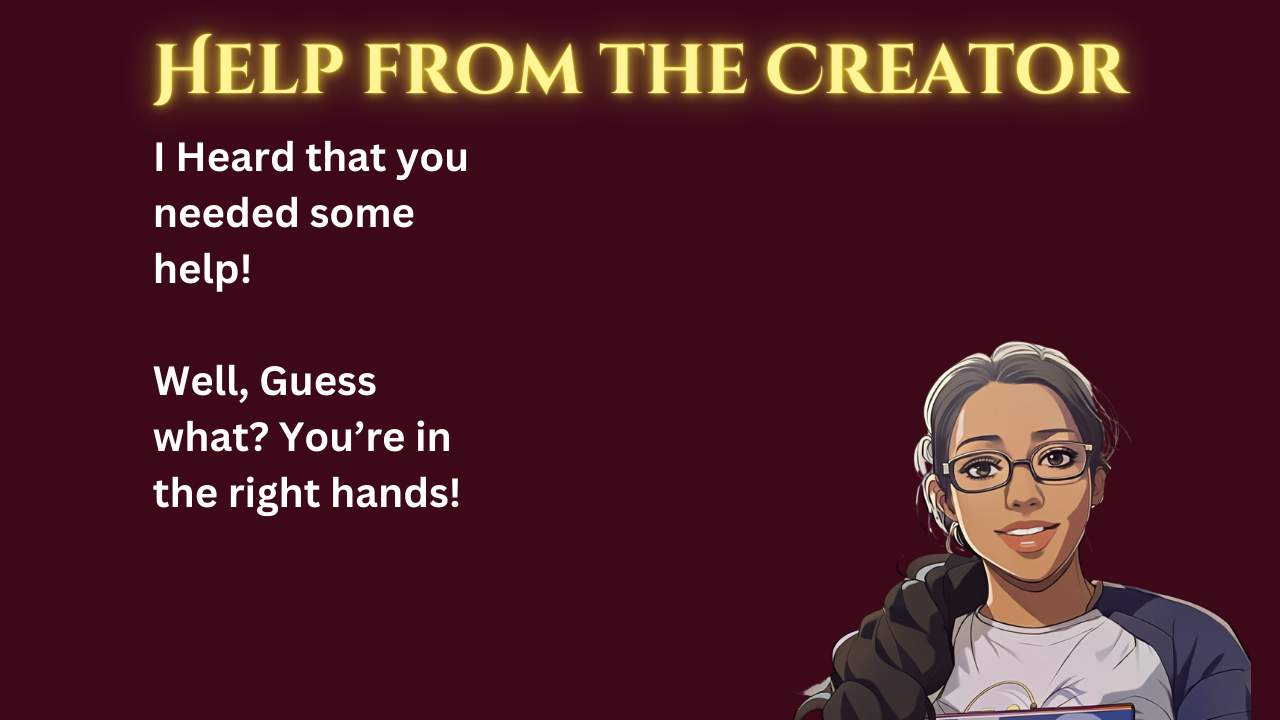 Help from the Creator
I Heard that you
needed some
help!
Well, Guess
what? You’re in
the right hands!